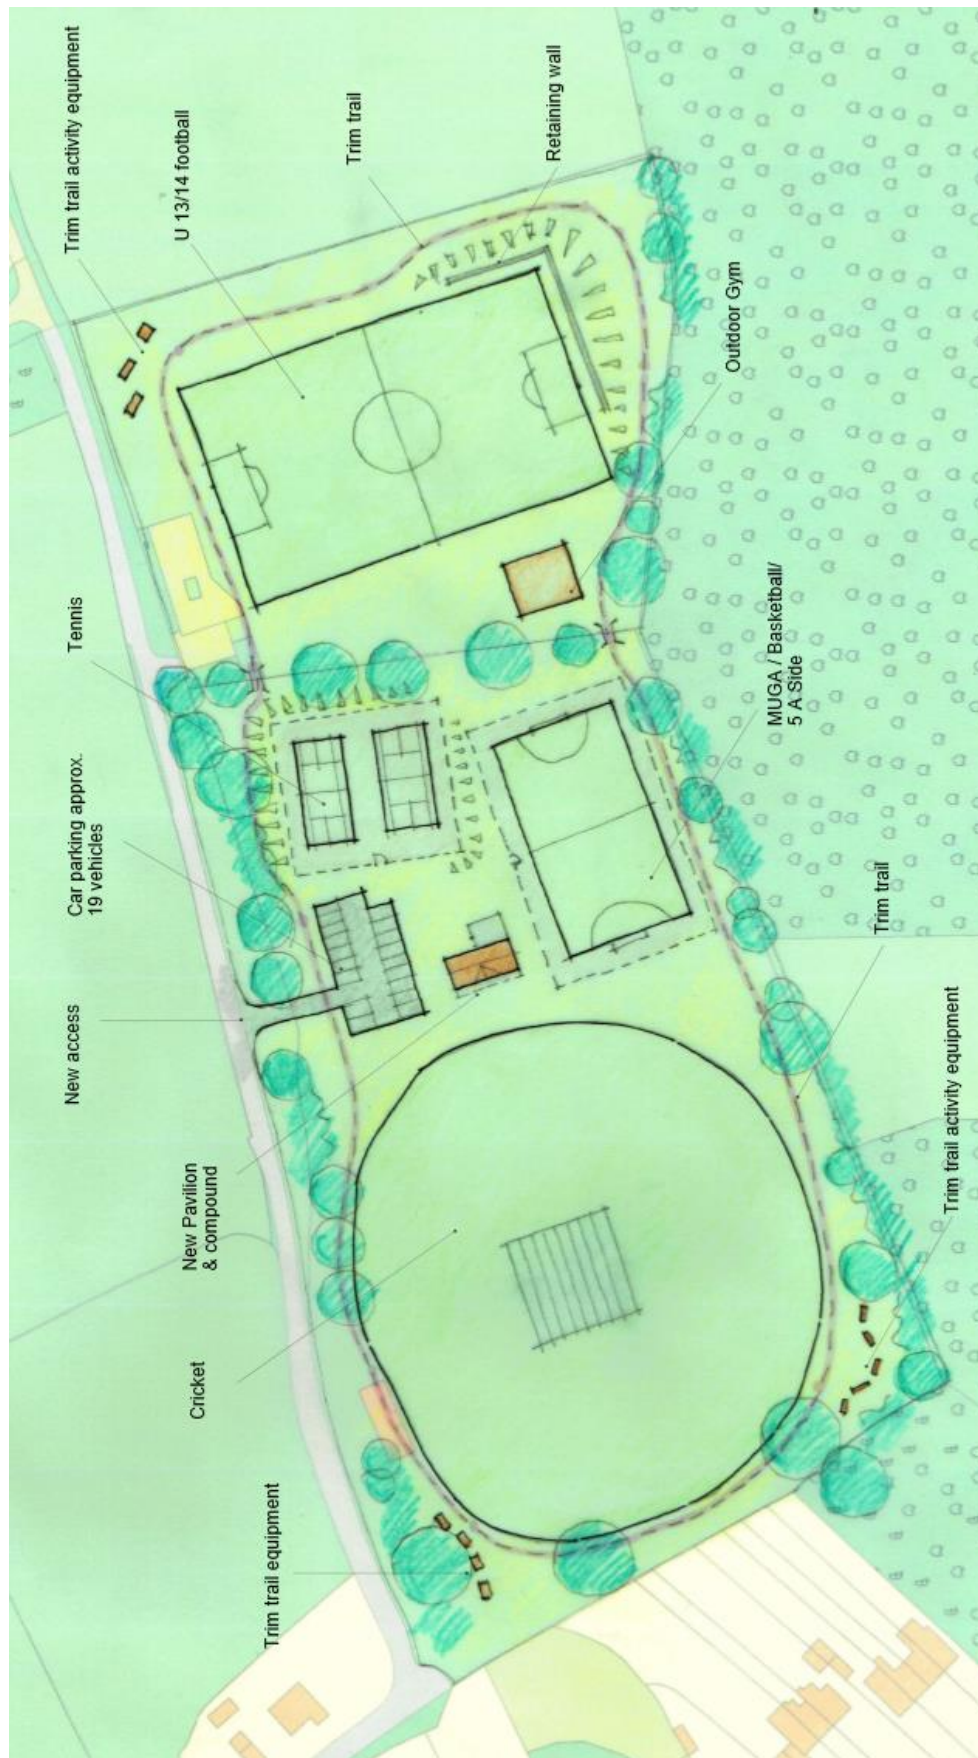 Trim trail activity equipment
U 13/14 football
Trim trail
Retaining wall
Tennis
Outdoor Gym
Car parking approx.
19 vehicles
MUGA / Basketball/
5 A Side
New access
Trim trail
New Pavilion
& compound
Trim trail activity equipment
Cricket
Trim trail equipment